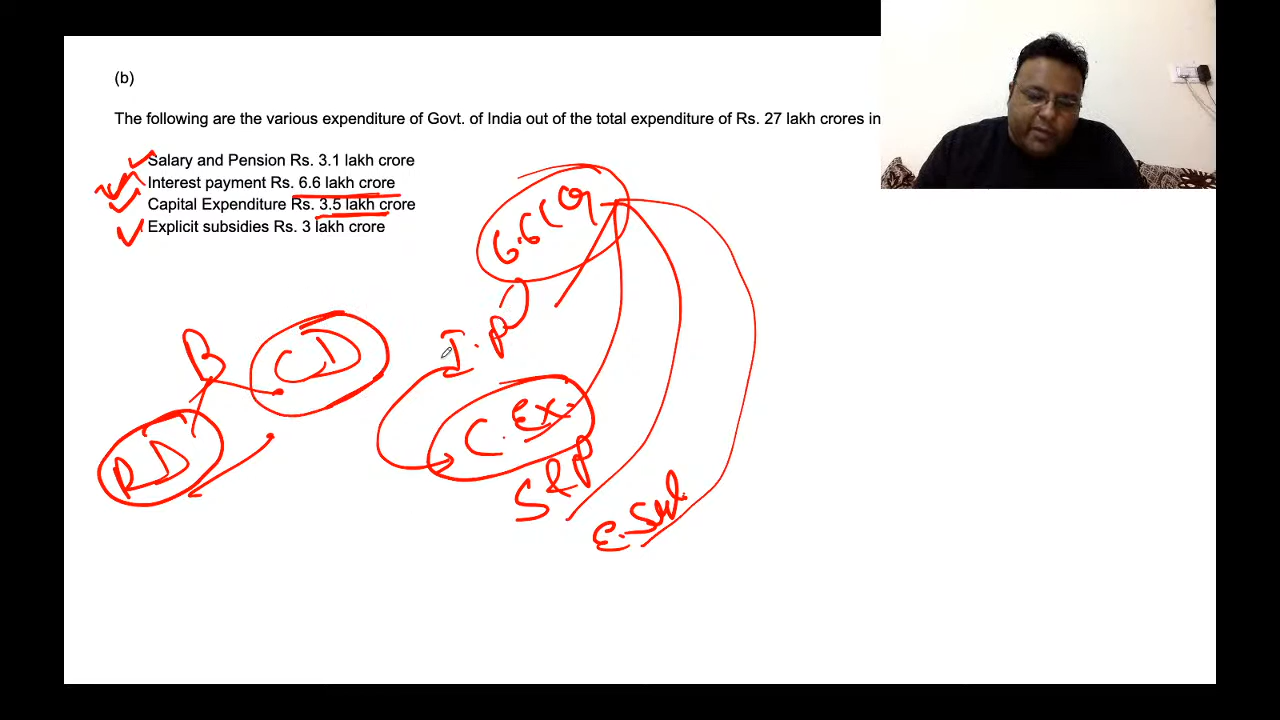 (b)
The following are the various expenditure of Govt. of India out of the total expenditure of Rs. 27 lakh crores in
Salary and Pension Rs. 3.1 lakh crore
Interest payment Rs. 6.6 lakh crore
Capital Expenditure Rs. 3.5 lakh crore
Explicit subsidies Rs. 3 lakh crore
6.6
B
CD
I.P
RD
C.Ex.
S&P
E.Sub.